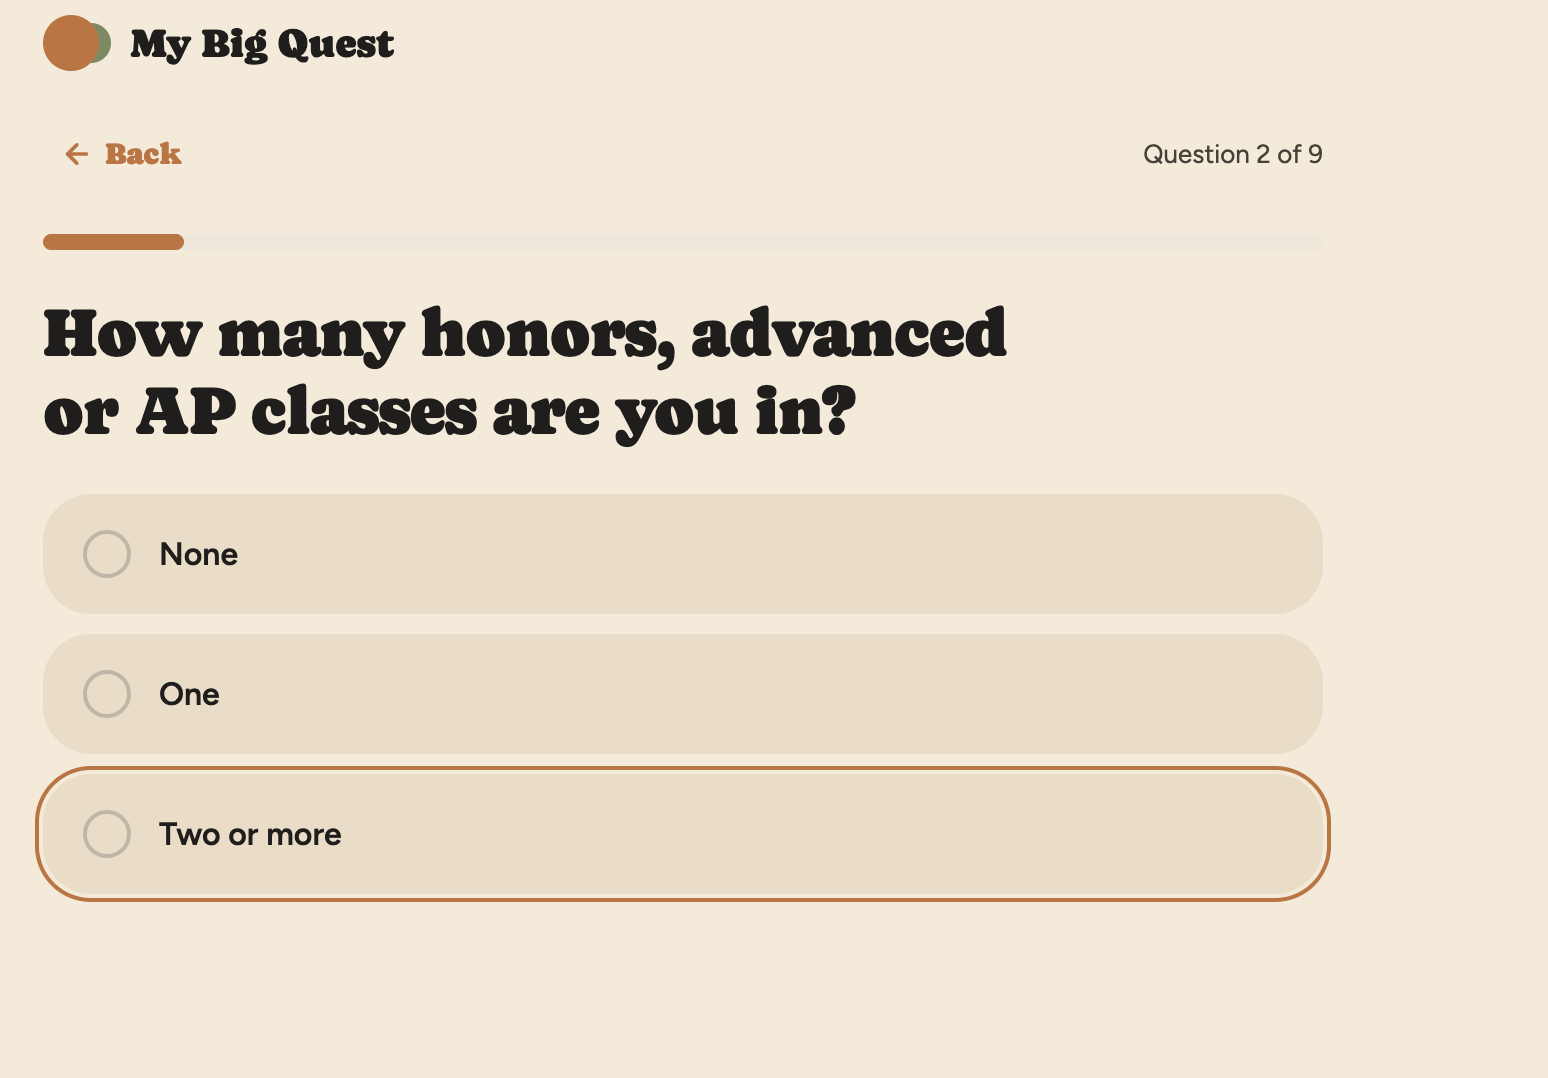 My Big Quest
Back
Question 2 of 9
How many honors, advanced
or AP classes are you in?
None
One
Two or more